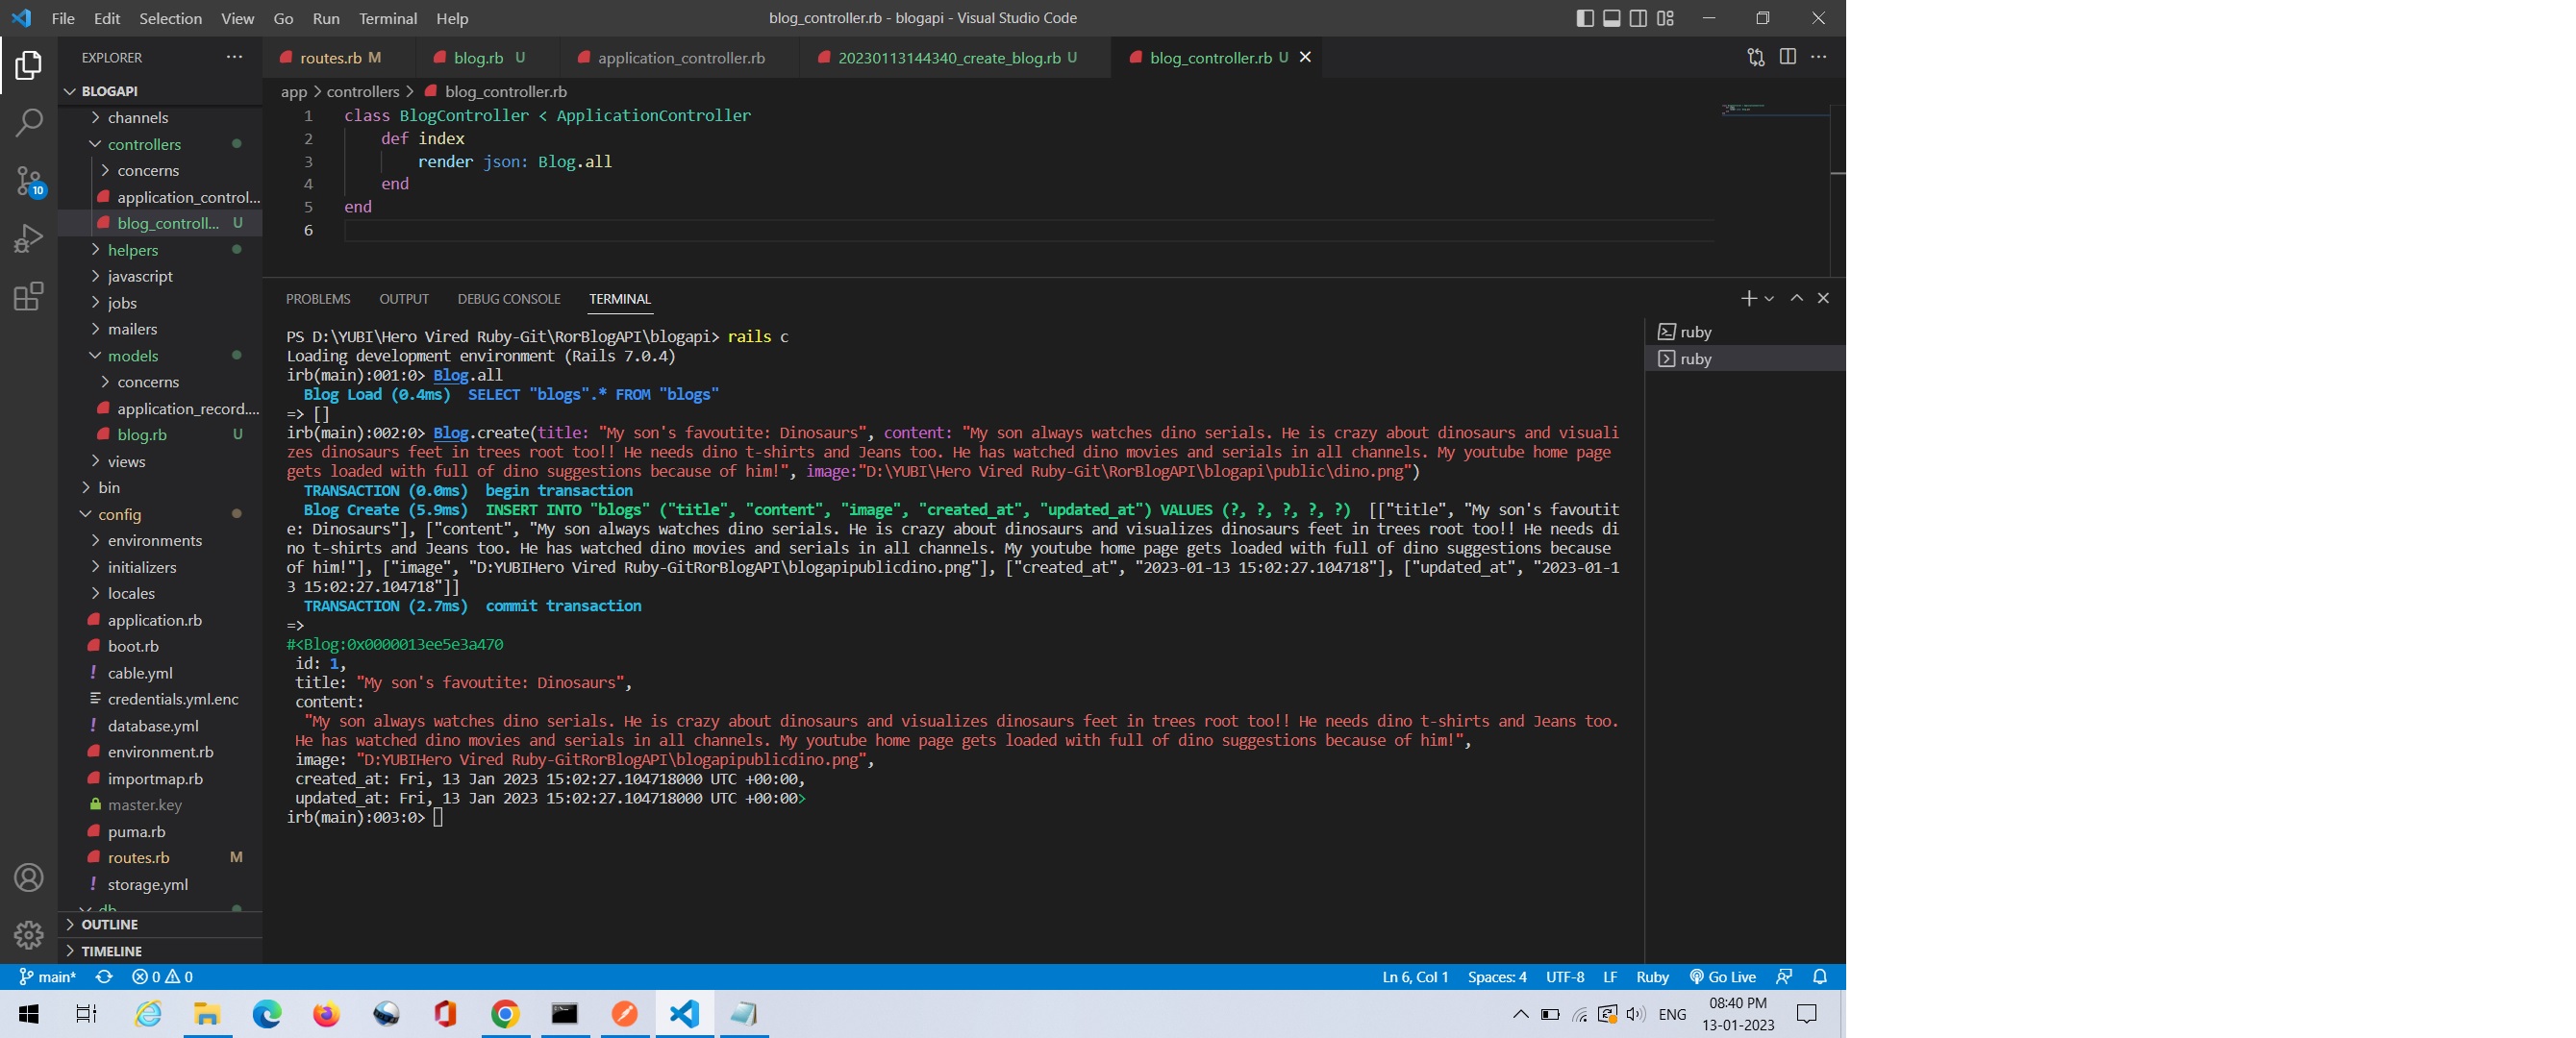 File Edit Selection View Go Run Terminal Help blog_controller.rb - blogapi - Visual Studio Code
EXPLORER
routes.rb M blog.rb U application_controller.rb 20230113144340_create_blog.rb U blog_controller.rb U
BLOGAPI
channels
controllers
concerns
application_control...
blog_controll... U
helpers
javascript
jobs
mailers
models
concerns
application_record....
blog.rb U
views
bin
config
environments
initializers
locales
application.rb
boot.rb
cable.yml
credentials.yml.enc
database.yml
environment.rb
importmap.rb
master.key
puma.rb
routes.rb M
storage.yml
db
OUTLINE
TIMELINE
10
app > controllers > blog_controller.rb
1 class BlogController < ApplicationController
2 def index
3 render json: Blog.all
4 end
5 end
6
PROBLEMS OUTPUT DEBUG CONSOLE TERMINAL
ruby
ruby
PS D:\YUBI\Hero Vired Ruby-Git\RorBlogAPI\blogapi> rails c
Loading development environment (Rails 7.0.4)
irb(main):001:0> Blog.all
Blog Load (0.4ms) SELECT "blogs".* FROM "blogs"
=> []
irb(main):002:0> Blog.create(title: "My son's favoutite: Dinosaurs", content: "My son always watches dino serials. He is crazy about dinosaurs and visuali
zes dinosaurs feet in trees root too!! He needs dino t-shirts and Jeans too. He has watched dino movies and serials in all channels. My youtube home page
gets loaded with full of dino suggestions because of him!", image:"D:\YUBI\Hero Vired Ruby-Git\RorBlogAPI\blogapi\public\dino.png")
TRANSACTION (0.0ms) begin transaction
Blog Create (5.9ms) INSERT INTO "blogs" ("title", "content", "image", "created_at", "updated_at") VALUES (?, ?, ?, ?, ?) [["title", "My son's favoutit
e: Dinosaurs"], ["content", "My son always watches dino serials. He is crazy about dinosaurs and visualizes dinosaurs feet in trees root too!! He needs di
no t-shirts and Jeans too. He has watched dino movies and serials in all channels. My youtube home page gets loaded with full of dino suggestions because
of him!"], ["image", "D:YUBIHero Vired Ruby-GitRorBlogAPI\blogapipublicdino.png"], ["created_at", "2023-01-13 15:02:27.104718"], ["updated_at", "2023-01-1
3 15:02:27.104718"]]
TRANSACTION (2.7ms) commit transaction
=>
#<Blog:0x0000013ee5e3a470
id: 1,
title: "My son's favoutite: Dinosaurs",
content:
"My son always watches dino serials. He is crazy about dinosaurs and visualizes dinosaurs feet in trees root too!! He needs dino t-shirts and Jeans too.
He has watched dino movies and serials in all channels. My youtube home page gets loaded with full of dino suggestions because of him!",
image: "D:YUBIHero Vired Ruby-GitRorBlogAPI\blogapipublicdino.png",
created_at: Fri, 13 Jan 2023 15:02:27.104718000 UTC +00:00,
updated_at: Fri, 13 Jan 2023 15:02:27.104718000 UTC +00:00>
irb(main):003:0>
main* 0 0 Ln 6, Col 1 Spaces: 4 UTF-8 LF Ruby Go Live
ENG 08:40 PM
13-01-2023